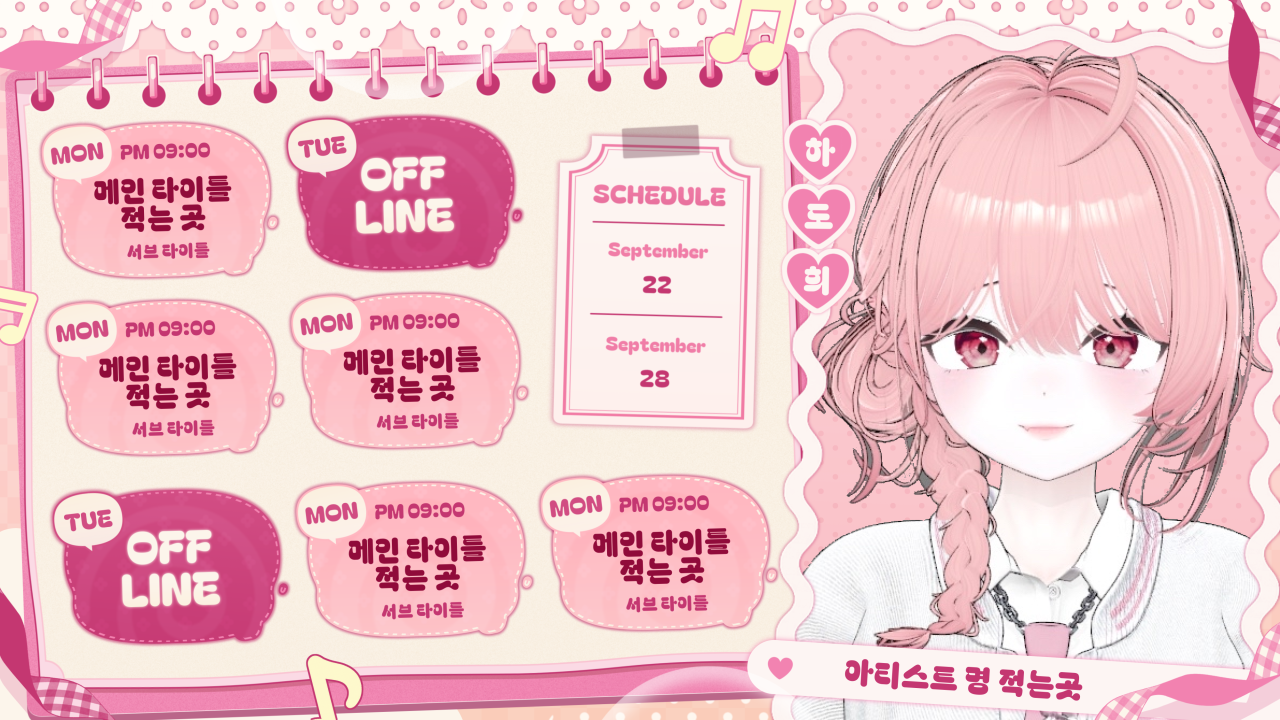 MON PM 09:00
메인 타이틀
적는 곳
서브 타이틀
TUE
OFF
LINE
SCHEDULE
September
22
September
28
MON PM 09:00
메인 타이틀
적는 곳
서브 타이틀
MON PM 09:00
메인 타이틀
적는 곳
서브 타이틀
TUE
OFF
LINE
MON PM 09:00
메인 타이틀
적는 곳
서브 타이틀
MON PM 09:00
메인 타이틀
적는 곳
서브 타이틀
하
도
희
아티스트 명 적는곳